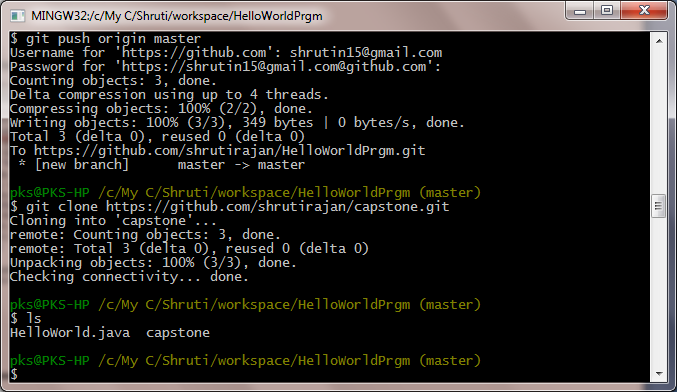 MINGW32:/c/My C/Shruti/workspace/HelloWorldPrgm
$ git push origin master
Username for 'https://github.com': shrutin15@gmail.com
Password for 'https://shrutin15@gmail.com@github.com':
Counting objects: 3, done.
Delta compression using up to 4 threads.
Compressing objects: 100% (2/2), done.
Writing objects: 100% (3/3), 349 bytes | 0 bytes/s, done.
Total 3 (delta 0), reused 0 (delta 0)
To https://github.com/shrutirajan/HelloWorldPrgm.git
 * [new branch]      master -> master
pks@PKS-HP /c/My C/Shruti/workspace/HelloWorldPrgm (master)
$ git clone https://github.com/shrutirajan/capstone.git
Cloning into 'capstone'...
remote: Counting objects: 3, done.
remote: Total 3 (delta 0), reused 0 (delta 0)
Unpacking objects: 100% (3/3), done.
Checking connectivity... done.
pks@PKS-HP /c/My C/Shruti/workspace/HelloWorldPrgm (master)
$ ls
HelloWorld.java  capstone
pks@PKS-HP /c/My C/Shruti/workspace/HelloWorldPrgm (master)
$